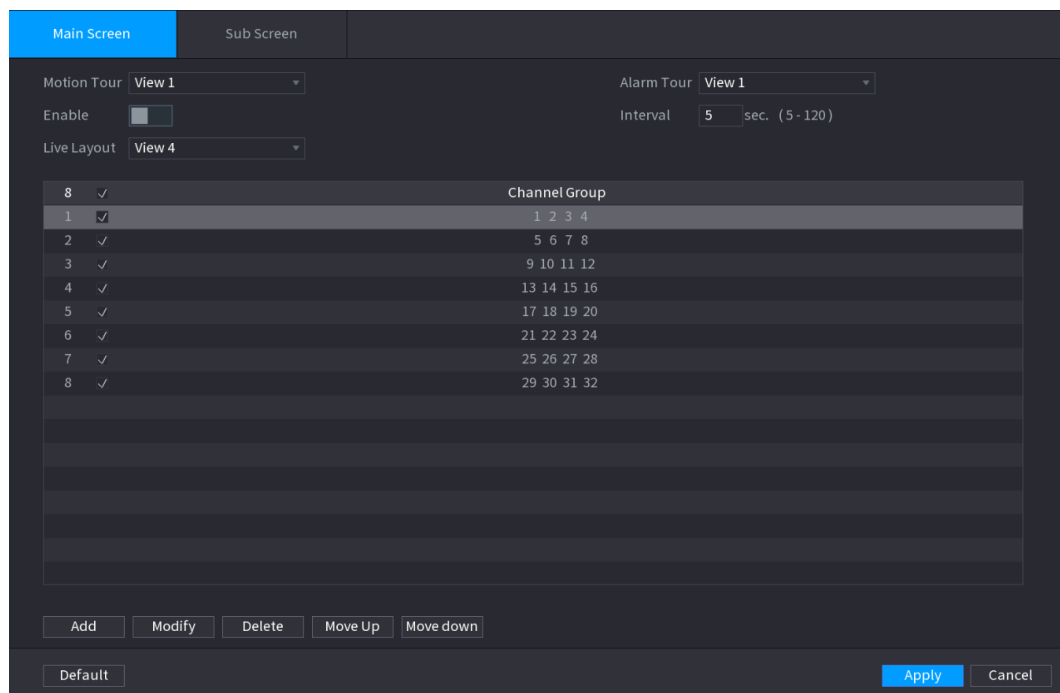 Main Screen Sub Screen
Motion Tour View 1 Alarm Tour View 1
Enable Interval 5 sec. (5-120)
Live Layout View 4
8 Channel Group
1 1 2 3 4
2 5 6 7 8
3 9 10 11 12
4 13 14 15 16
5 17 18 19 20
6 21 22 23 24
7 25 26 27 28
8 29 30 31 32
Add Modify Delete Move Up Move down
Default Apply Cancel